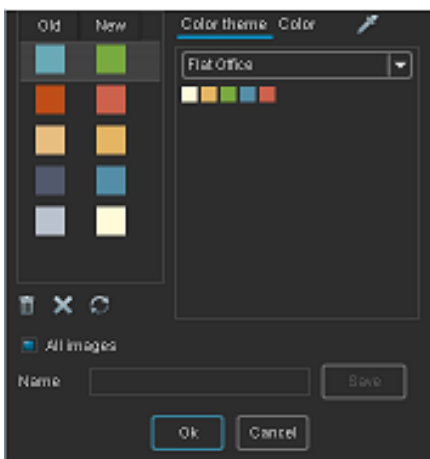 Old New Color theme Color
Flat Office
All images
Name Save
Ok Cancel